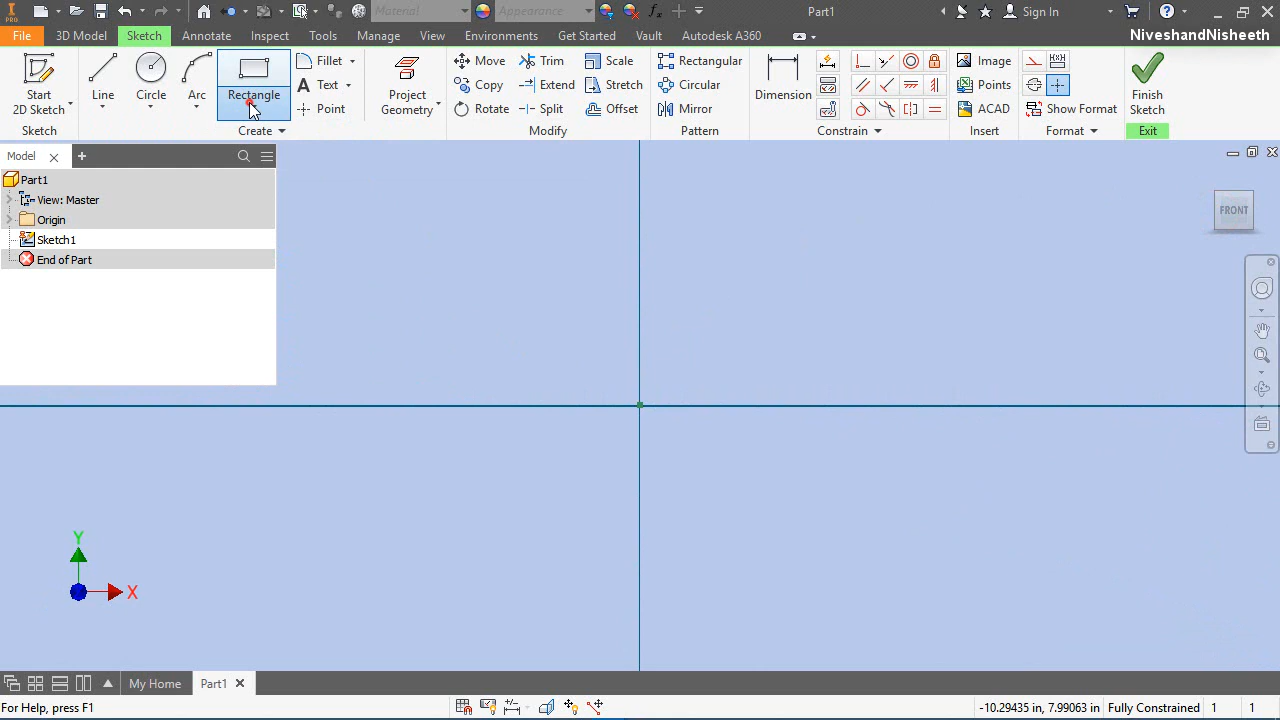 PRO Material Appearance Part1 Sign In
File 3D Model Sketch Annotate Inspect Tools Manage View Environments Get Started Vault Autodesk A360 NiveshandNisheeth
Start 2D Sketch Line Circle Arc Rectangle Fillet Text Point Project Geometry Move Copy Rotate Trim Extend Split Scale Stretch Offset Rectangular Circular Mirror Dimension Image Points ACAD Show Format Finish Sketch
Sketch Create Modify Pattern Constrain Insert Format Exit
Model
Part1
View: Master
Origin
Sketch1
End of Part
FRONT
Y
X
My Home Part1
For Help, press F1 -10.29435 in, 7.99063 in Fully Constrained 1 1